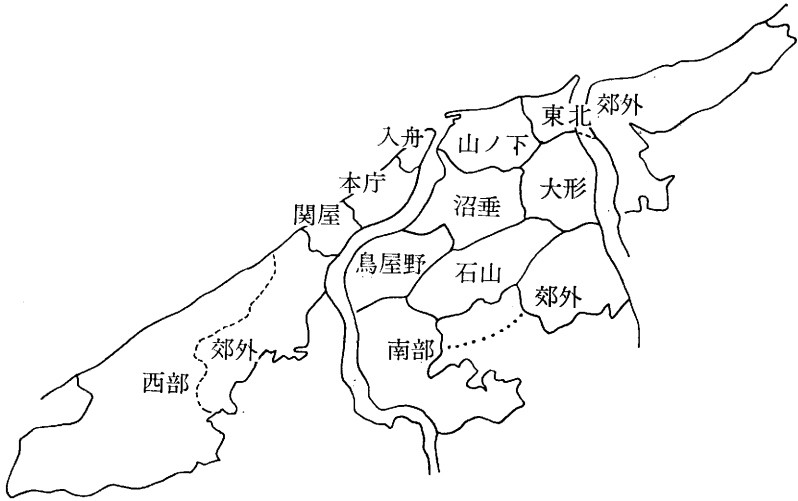 東北
郊外
入舟
山ノ下
本庁
大形
関屋
沼垂
鳥屋野
石山
郊外
郊外
南部
西部